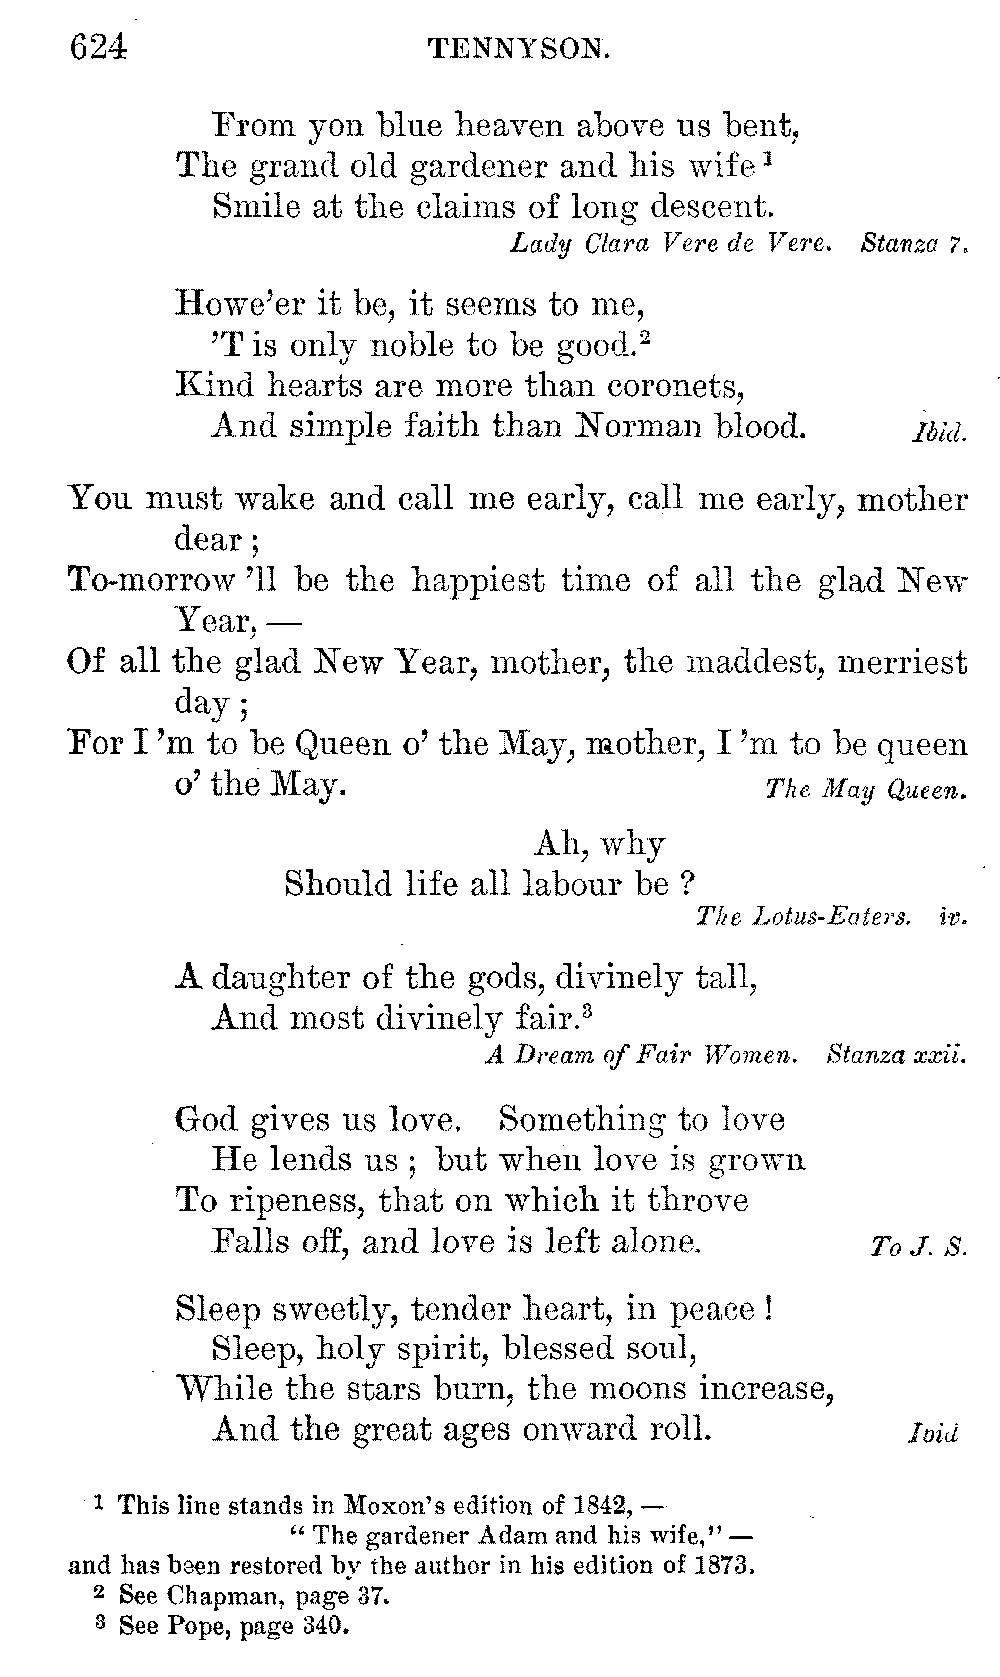 624 TENNYSON.
From yon blue heaven above us bent,
The grand old gardener and his wife ¹
Smile at the claims of long descent.
Lady Clara Vere de Vere. Stanza 7.
Howe'er it be, it seems to me,
'T is only noble to be good.²
Kind hearts are more than coronets,
And simple faith than Norman blood. Ibid.
You must wake and call me early, call me early, mother
dear ;
To-morrow 'll be the happiest time of all the glad New
Year, —
Of all the glad New Year, mother, the maddest, merriest
day ;
For I 'm to be Queen o' the May, mother, I 'm to be queen
o' the May. The May Queen.
Ah, why
Should life all labour be ?
The Lotus-Eaters. iv.
A daughter of the gods, divinely tall,
And most divinely fair.³
A Dream of Fair Women. Stanza xxii.
God gives us love. Something to love
He lends us ; but when love is grown
To ripeness, that on which it throve
Falls off, and love is left alone. To J. S.
Sleep sweetly, tender heart, in peace !
Sleep, holy spirit, blessed soul,
While the stars burn, the moons increase,
And the great ages onward roll. Ibid
¹ This line stands in Moxon's edition of 1842, —
“ The gardener Adam and his wife,” —
and has been restored by the author in his edition of 1873.
² See Chapman, page 37.
³ See Pope, page 340.